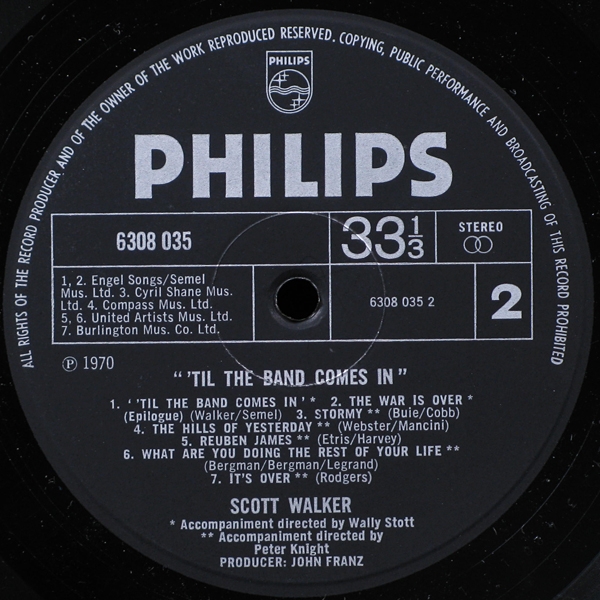 ALL RIGHTS OF THE RECORD PRODUCER AND OF THE OWNER OF THE WORK REPRODUCED RESERVED. COPYING, PUBLIC PERFORMANCE AND BROADCASTING OF THIS RECORD PROHIBITED
PHILIPS
PHILIPS
6308 035
33 1/3
STEREO
1, 2. Engel Songs/Semel
Mus. Ltd. 3. Cyril Shane Mus.
Ltd. 4. Compass Mus. Ltd.
5, 6. United Artists Mus. Ltd.
7. Burlington Mus. Co. Ltd.
6308 035 2
2
Ⓟ 1970
" 'TIL THE BAND COMES IN "
1. ' 'TIL THE BAND COMES IN ' * 2. THE WAR IS OVER *
(Epilogue) (Walker/Semel) 3. STORMY ** (Buie/Cobb)
4. THE HILLS OF YESTERDAY ** (Webster/Mancini)
5. REUBEN JAMES ** (Etris/Harvey)
6. WHAT ARE YOU DOING THE REST OF YOUR LIFE **
(Bergman/Bergman/Legrand)
7. IT'S OVER ** (Rodgers)
SCOTT WALKER
* Accompaniment directed by Wally Stott
** Accompaniment directed by
Peter Knight
PRODUCER: JOHN FRANZ